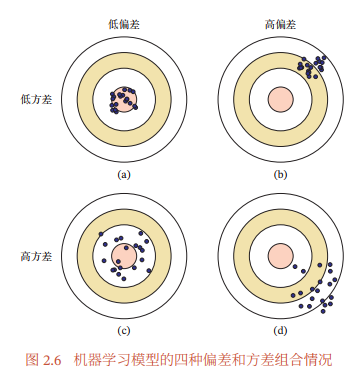 低偏差
高偏差
低方差
(a)
(b)
高方差
(c)
(d)
图 2.6 机器学习模型的四种偏差和方差组合情况